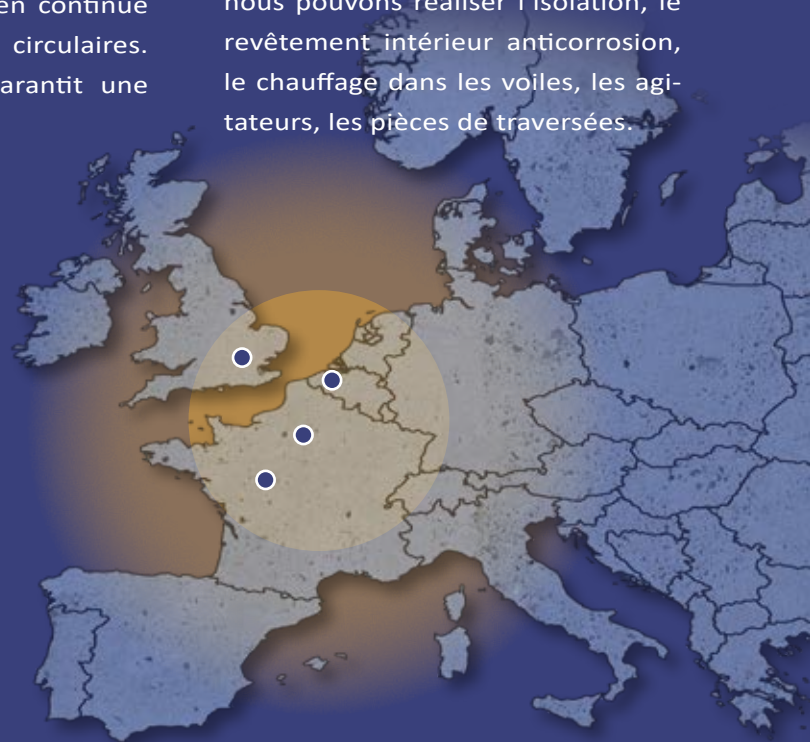 en continue
circulaires.
arantit une
nous pouvons réaliser l'isolation, le
revêtement intérieur anticorrosion,
le chauffage dans les voiles, les agi-
tateurs, les pièces de traversées.